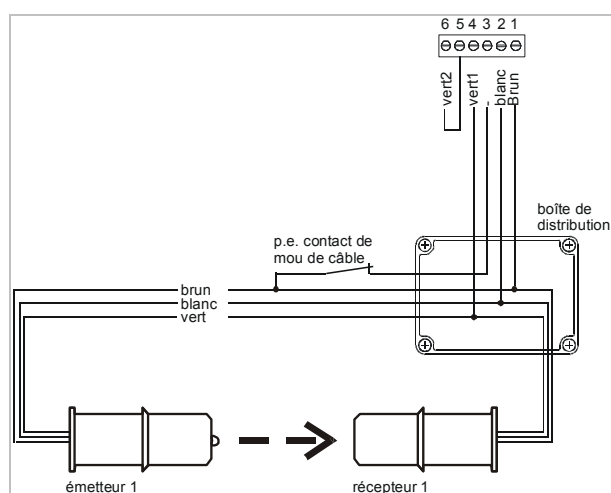 6 5 4 3 2 1
vert2
vert1
-
blanc
Brun
boîte de
distribution
p.e. contact de
mou de câble
brun
blanc
vert
émetteur 1
récepteur 1